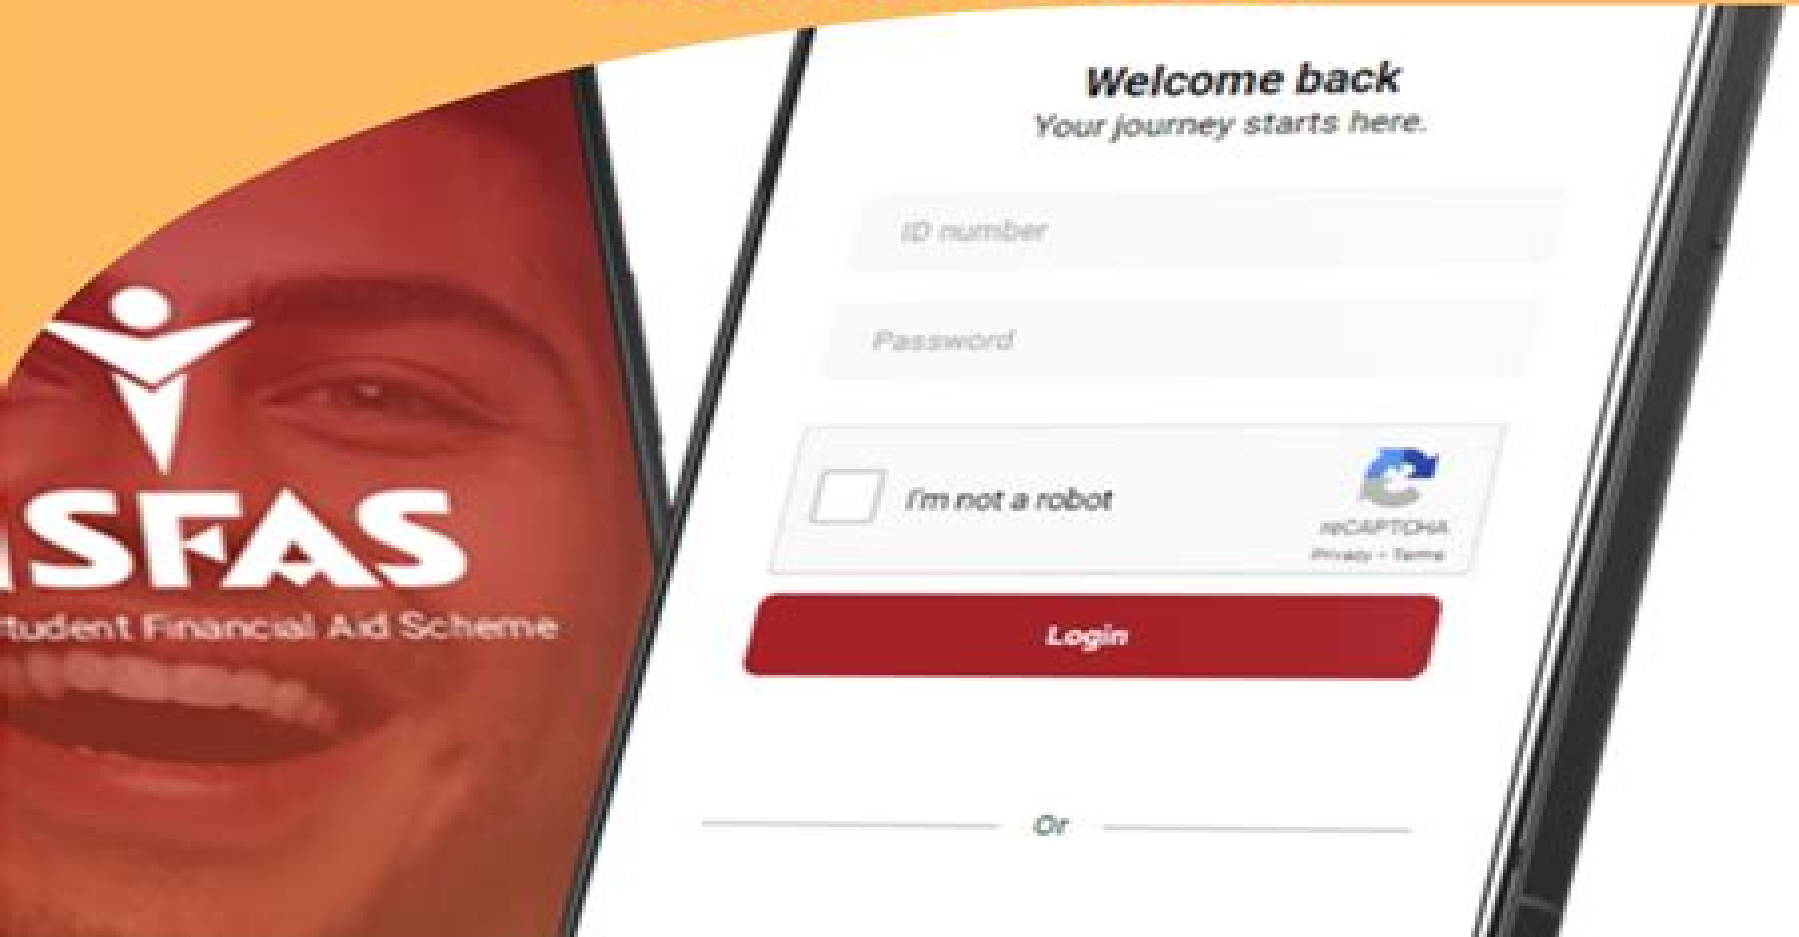 Welcome back
Your journey starts here.
ID number
Password
I'm not a robot
reCAPTCHA
Privacy - Terms
Login
Or
SFAS
tudent Financial Aid Scheme